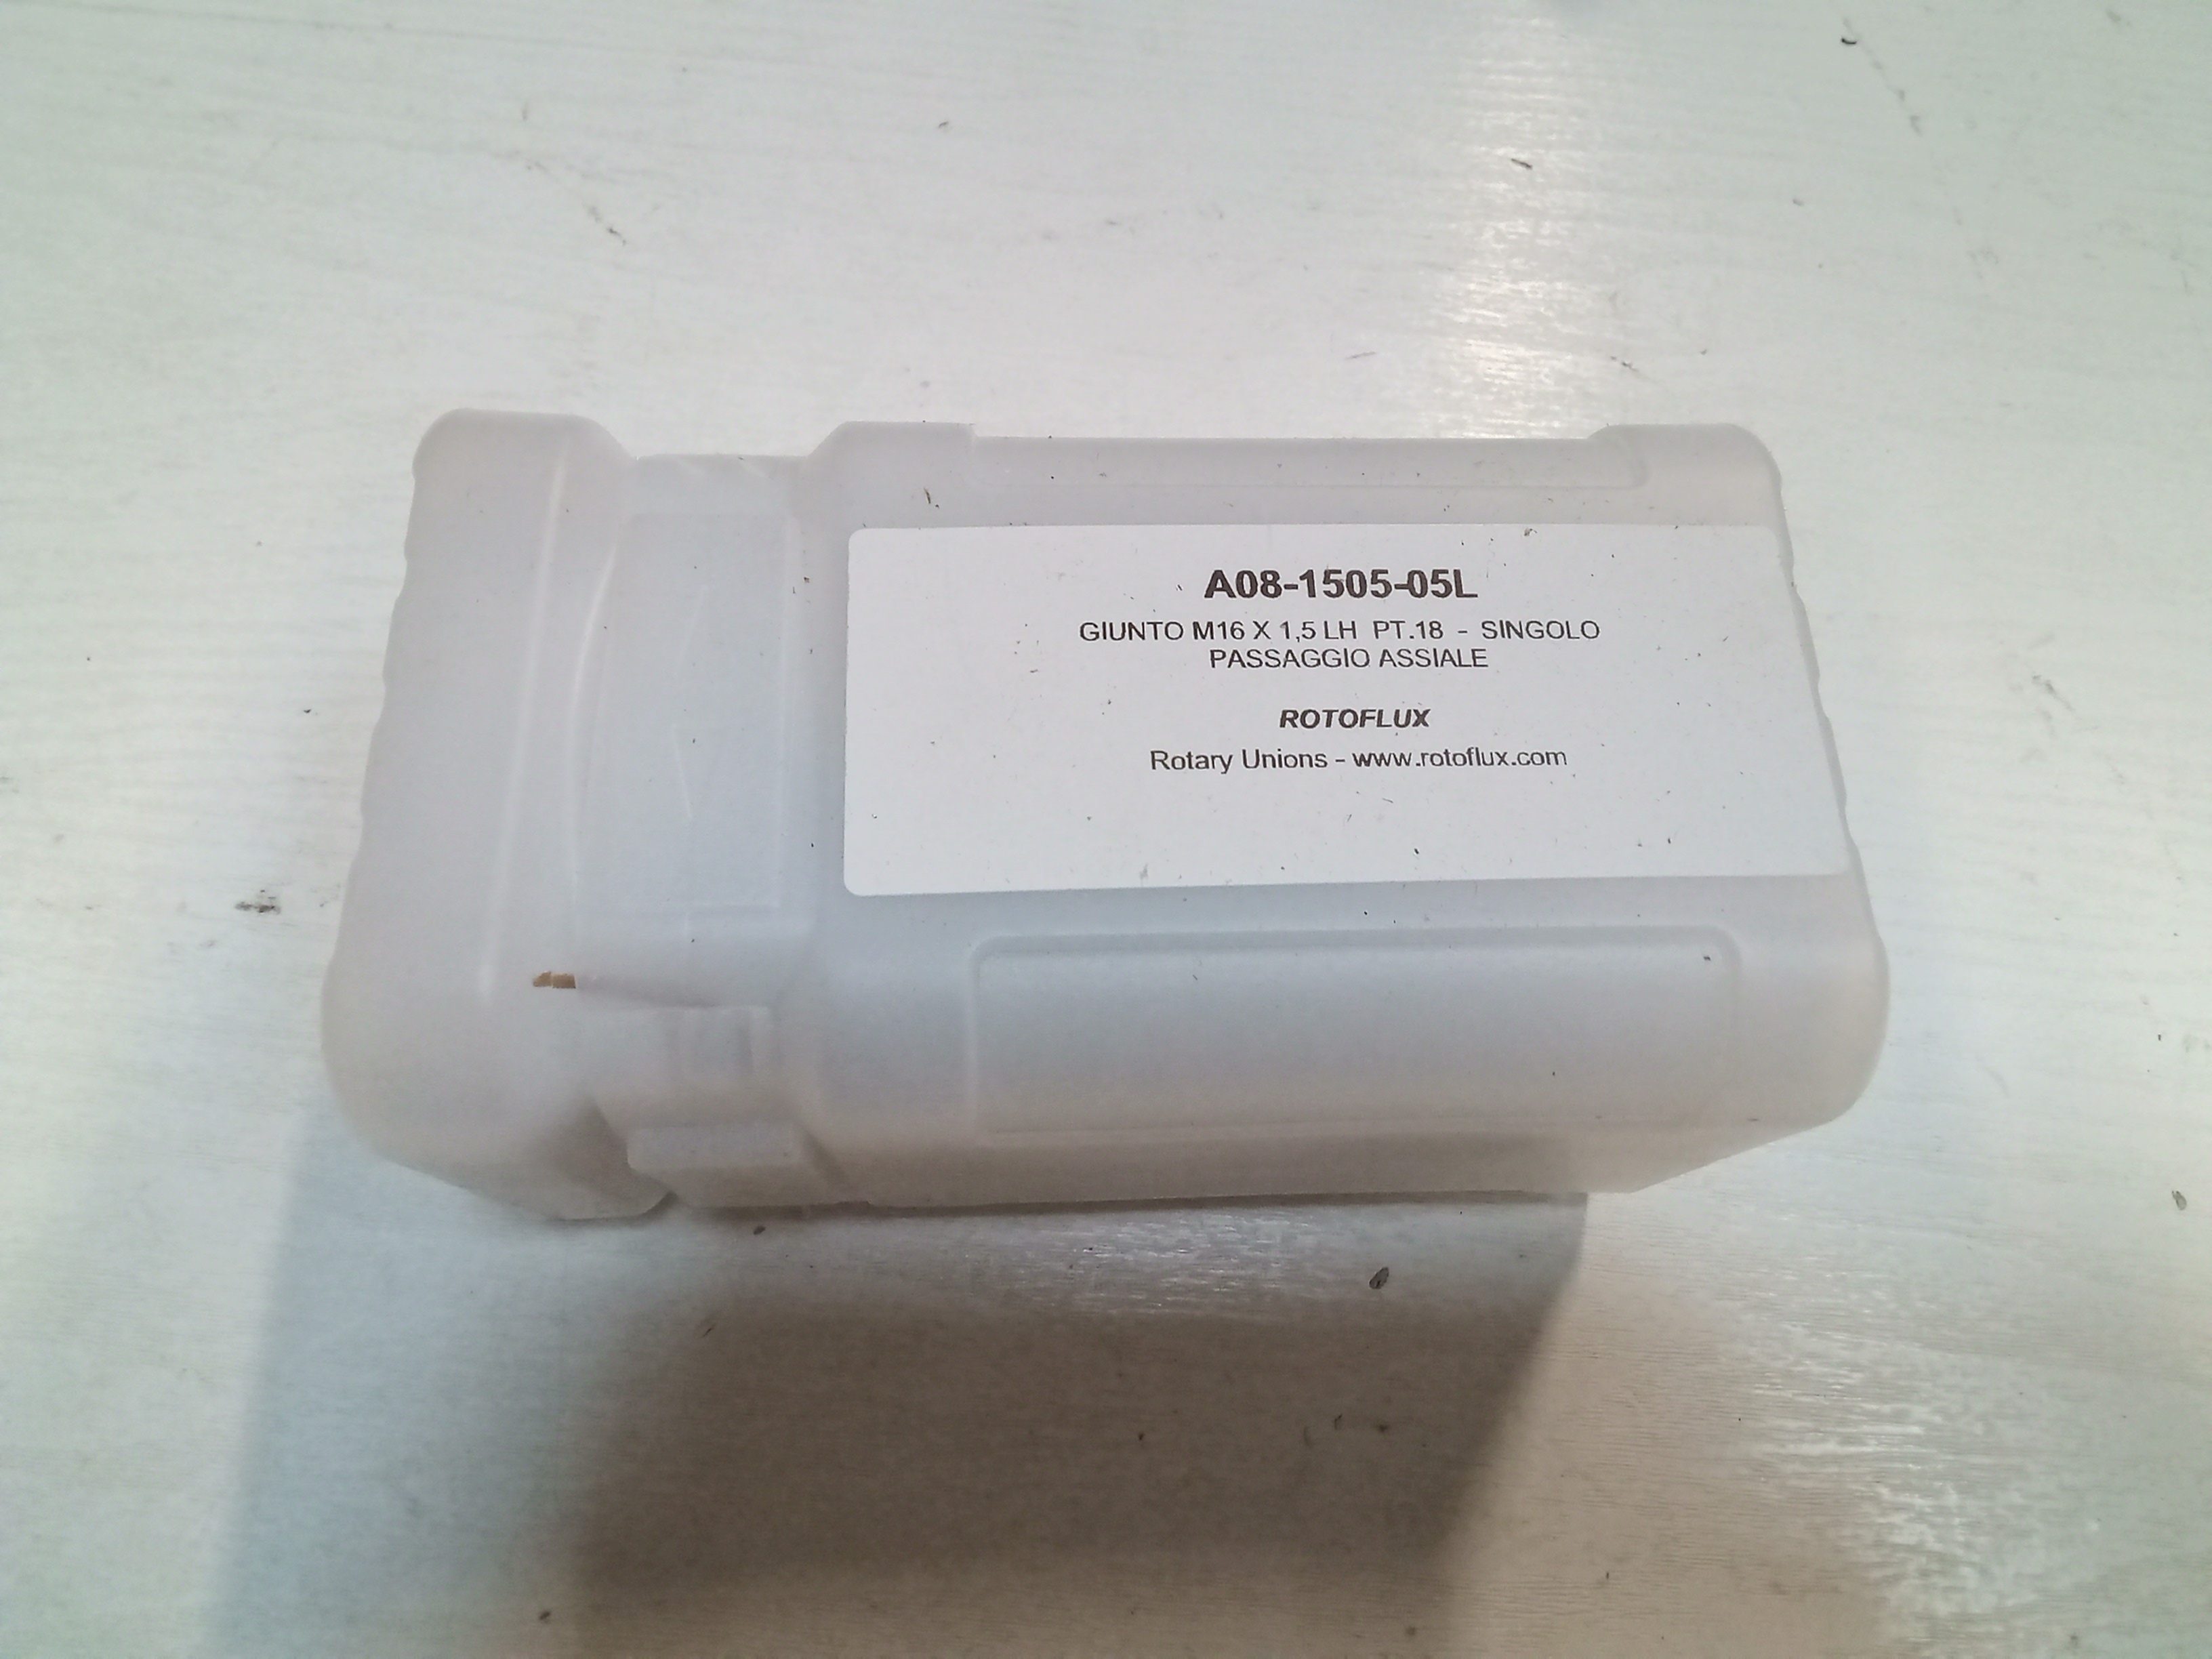 A08-1505-05L
GIUNTO M16 X 1,5 LH PT.18 - SINGOLO
PASSAGGIO ASSIALE
ROTOFLUX
Rotary Unions - www.rotoflux.com